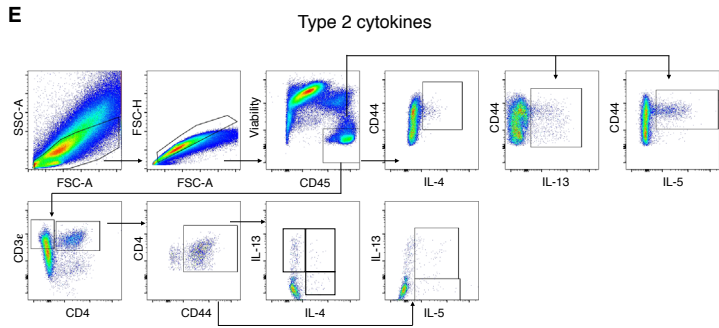 E
Type 2 cytokines
SSC-A
FSC-A
FSC-H
FSC-A
Viability
CD45
CD44
IL-4
CD44
IL-13
CD44
IL-5
CD3ε
CD4
CD4
CD44
IL-13
IL-4
IL-13
IL-5